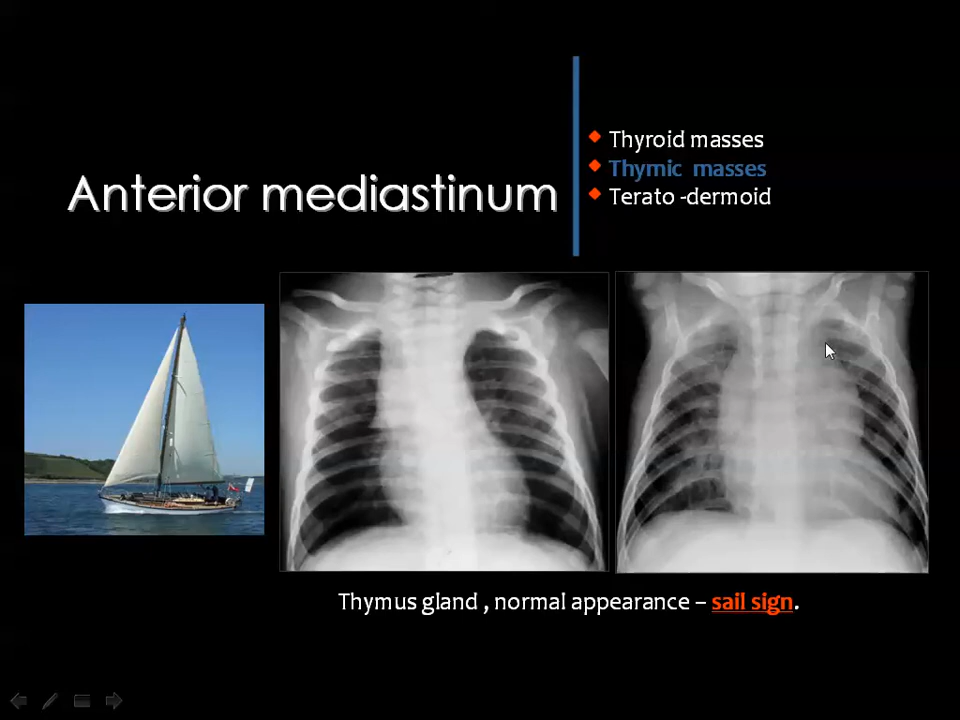 Anterior mediastinum
Thyroid masses
Thymic masses
Terato -dermoid
Thymus gland , normal appearance – sail sign.